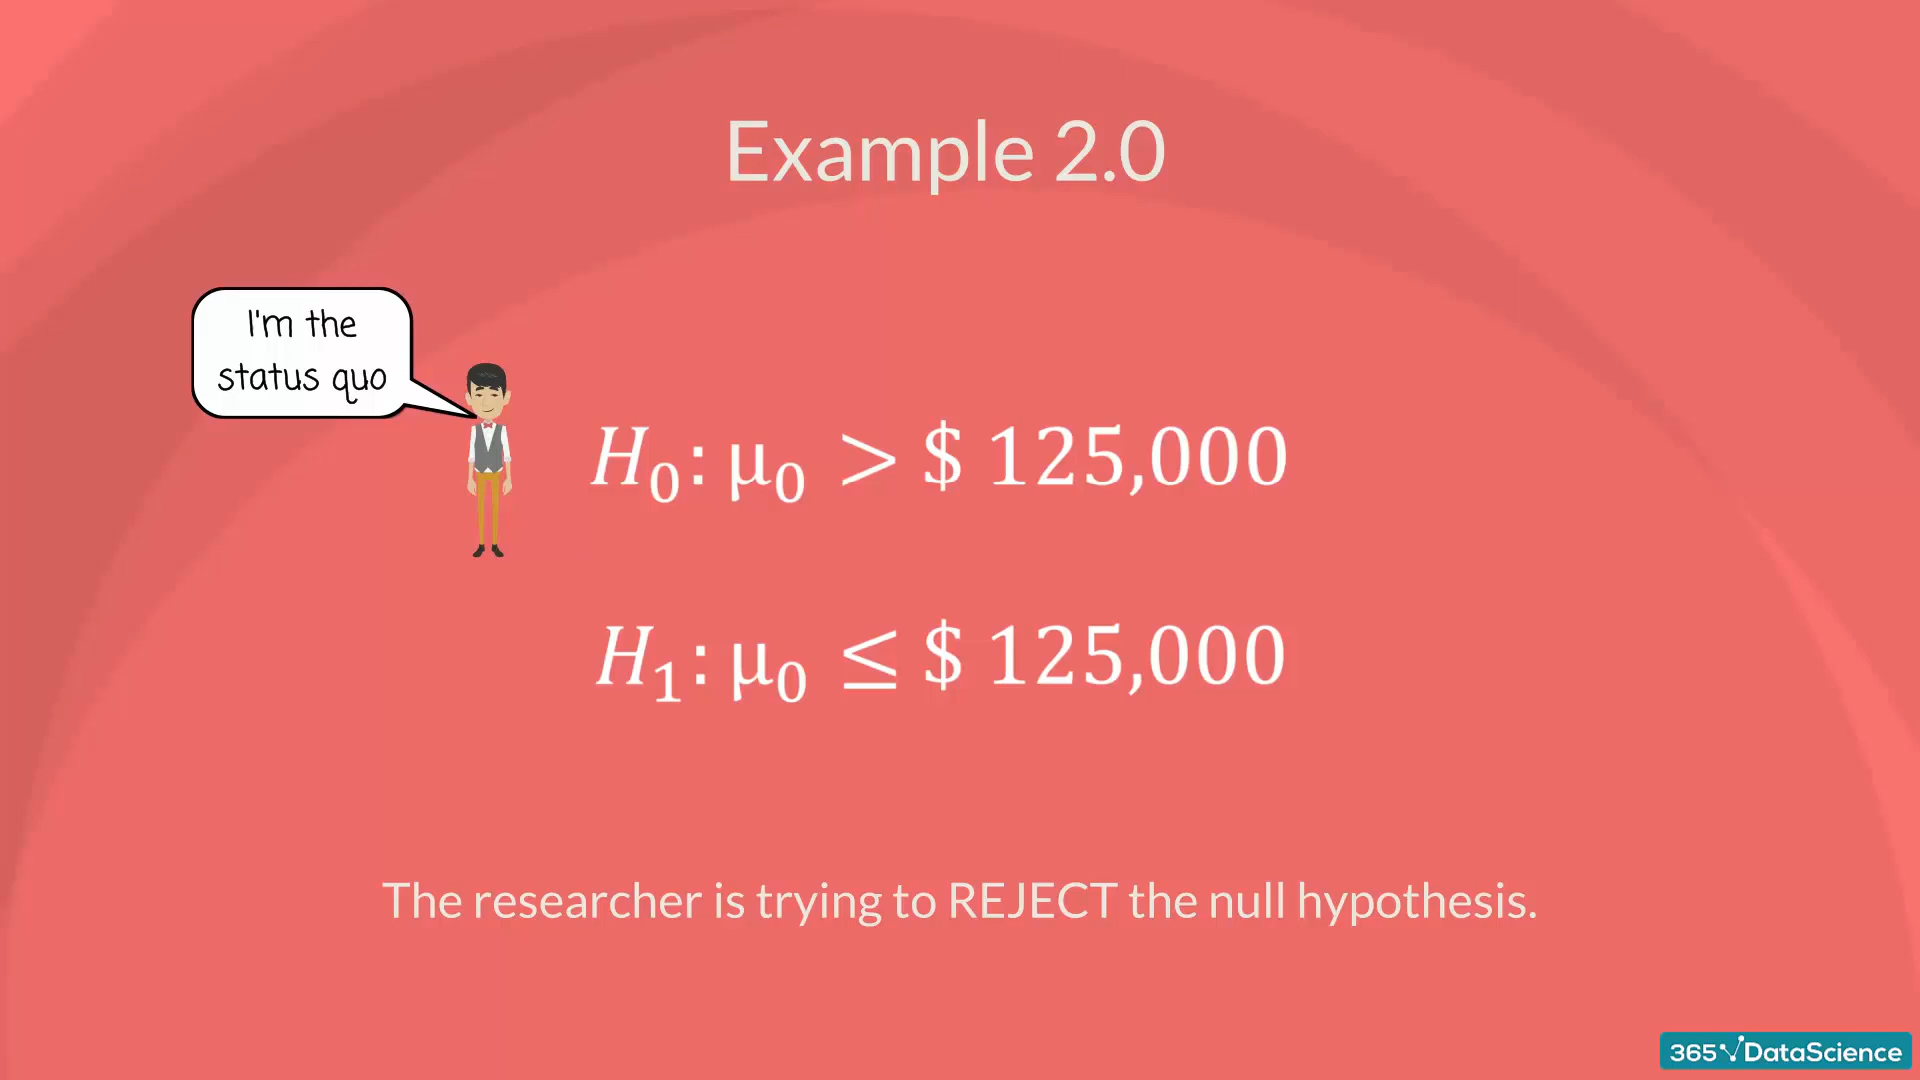 Example 2.0
I'm the
status quo
H₀: μ₀ > $ 125,000
H₁: μ₀ ≤ $ 125,000
The researcher is trying to REJECT the null hypothesis.
365 DataScience